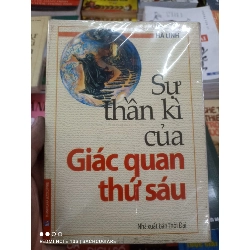 Sự
thần kì
của
Giác quan
thứ sáu
Nhà xuất bản Thời Đại